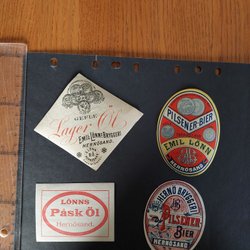 GEFLE
Lager Öl
EMIL LÖNNS BRYGGERI
HERNÖSAND.
PILSENER-BIER
EMIL LÖNN
HERNÖSAND
LÖNNS
Påsk Öl
Hernösand.
HERNÖ BRYGGERI
PILSENER-
BIER
HERNÖSAND